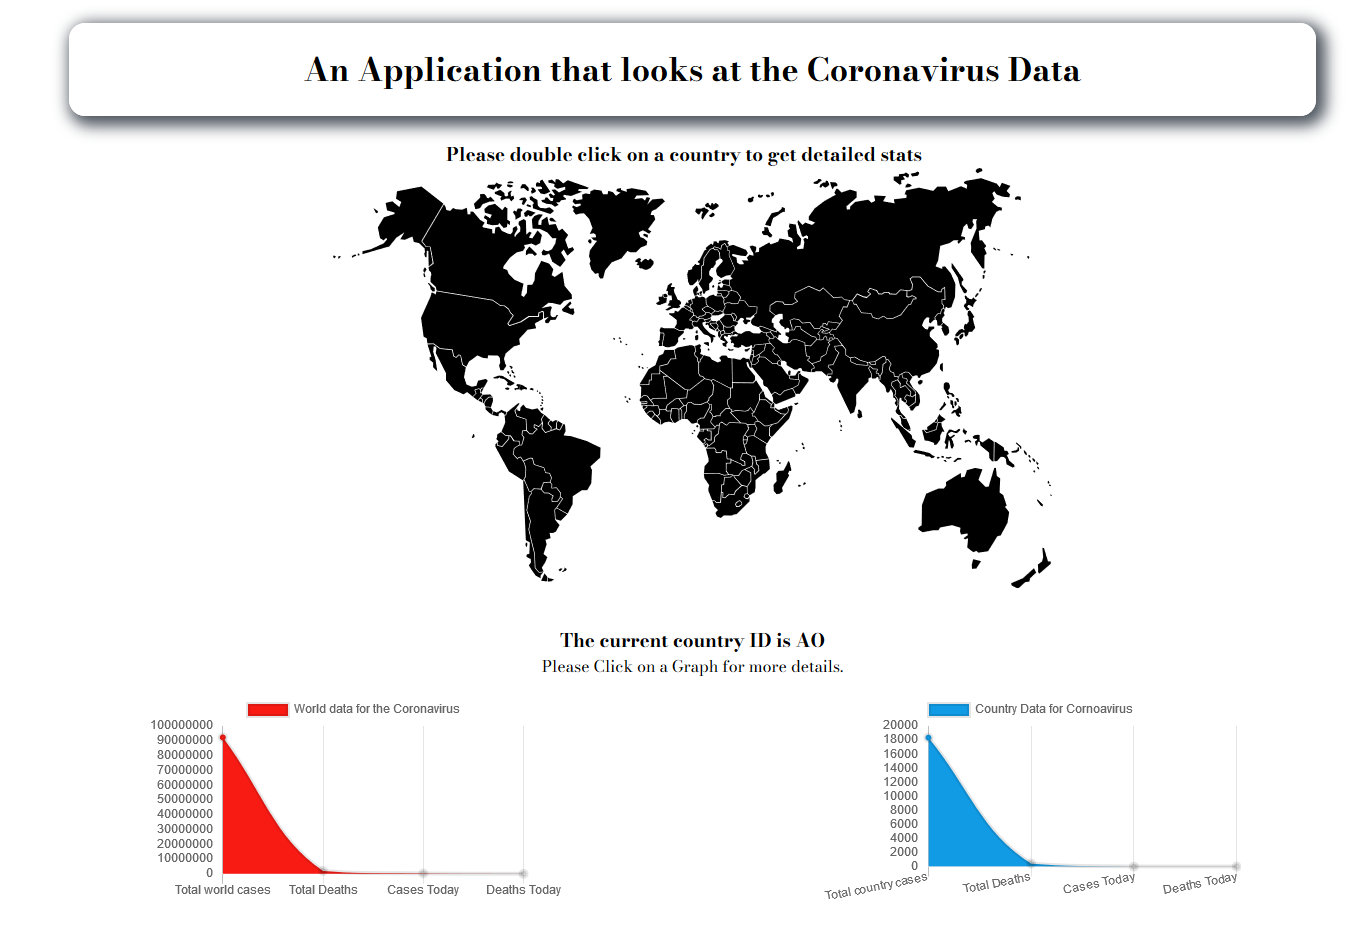 An Application that looks at the Coronavirus Data
Please double click on a country to get detailed stats
The current country ID is AO
Please Click on a Graph for more details.
World data for the Coronavirus
100000000
90000000
80000000
70000000
60000000
50000000
40000000
30000000
20000000
10000000
0
Total world cases
Total Deaths
Cases Today
Deaths Today
Country Data for Cornoavirus
20000
18000
16000
14000
12000
10000
8000
6000
4000
2000
0
Total country cases
Total Deaths
Cases Today
Deaths Today